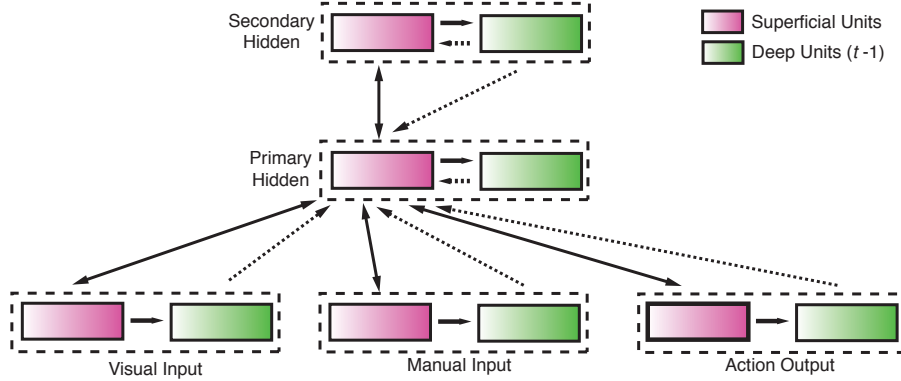 Secondary
Hidden
Superficial Units
Deep Units (t -1)
Primary
Hidden
Visual Input
Manual Input
Action Output